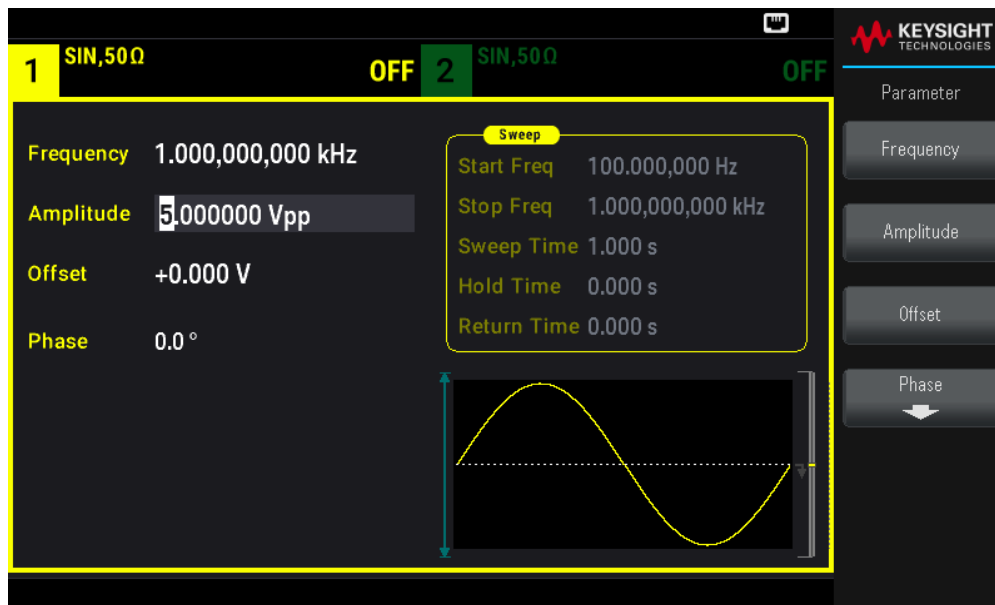 KEYSIGHT
TECHNOLOGIES
1 SIN,50Ω OFF 2 SIN,50Ω OFF
Parameter
Frequency 1.000,000,000 kHz
Amplitude 5.000000 Vpp
Offset +0.000 V
Phase 0.0 °
Sweep
Start Freq 100.000,000 Hz
Stop Freq 1.000,000,000 kHz
Sweep Time 1.000 s
Hold Time 0.000 s
Return Time 0.000 s
Frequency
Amplitude
Offset
Phase